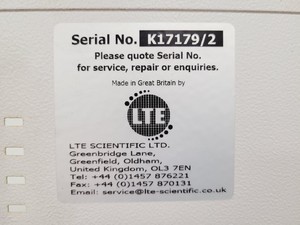 Serial No. K17179/2
Please quote Serial No.
for service, repair or enquiries.
Made in Great Britain by
LTE
LTE SCIENTIFIC LTD.
Greenbridge Lane,
Greenfield, Oldham,
United Kingdom, OL3 7EN
Tel: ++44 (0)1457 876221
Fax: ++44 (0)1457 870131
Email: service@lte-scientific.co.uk